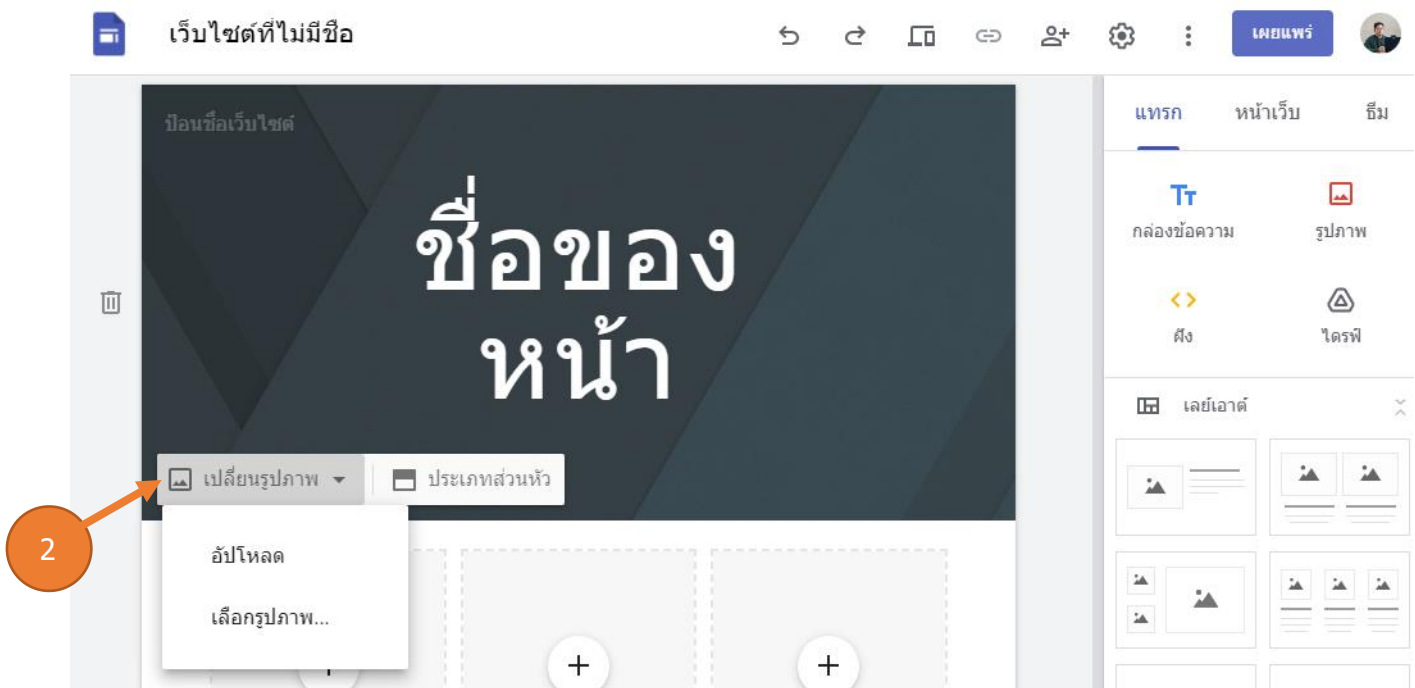 เว็บไซต์ที่ไม่มีชื่อ
เผยแพร่
ป้อนชื่อเว็บไซต์
ชื่อของ
หน้า
เปลี่ยนรูปภาพ
ประเภทส่วนหัว
2
อัปโหลด
เลือกรูปภาพ...
แทรก
หน้าเว็บ
ธีม
Tт
กล่องข้อความ
รูปภาพ
ฝัง
ไดรฟ์
เลย์เอาต์